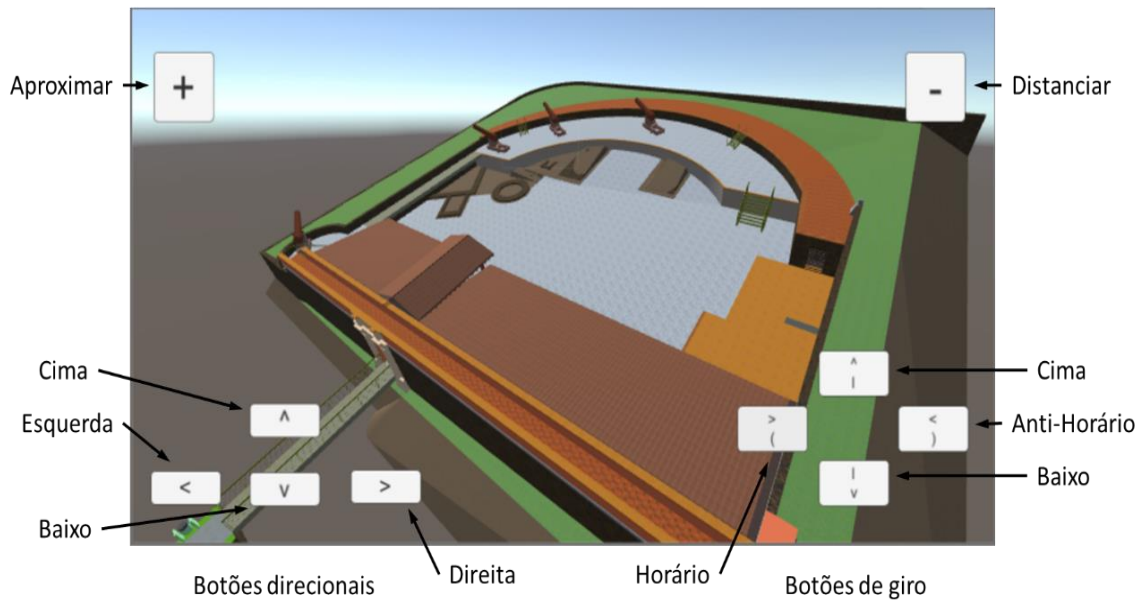 Aproximar
+
-
Distanciar
Cima
^
Esquerda
<
v
>
Baixo
Direita
^
|
Cima
>
(
<
)
Anti-Horário
|
v
Baixo
Horário
Botões direcionais
Botões de giro